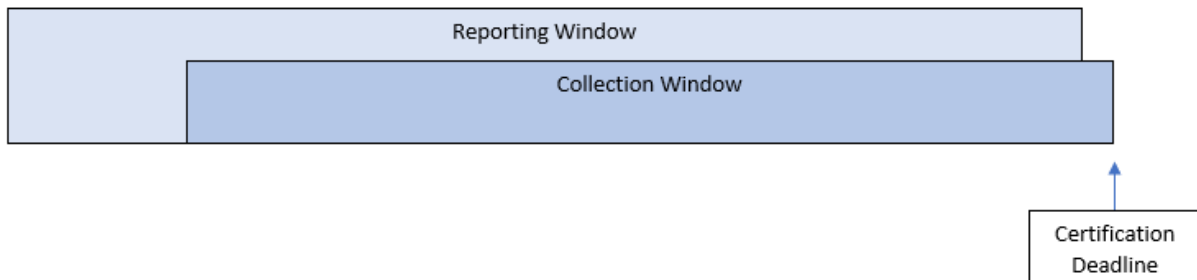 Reporting Window
Collection Window
Certification
Deadline